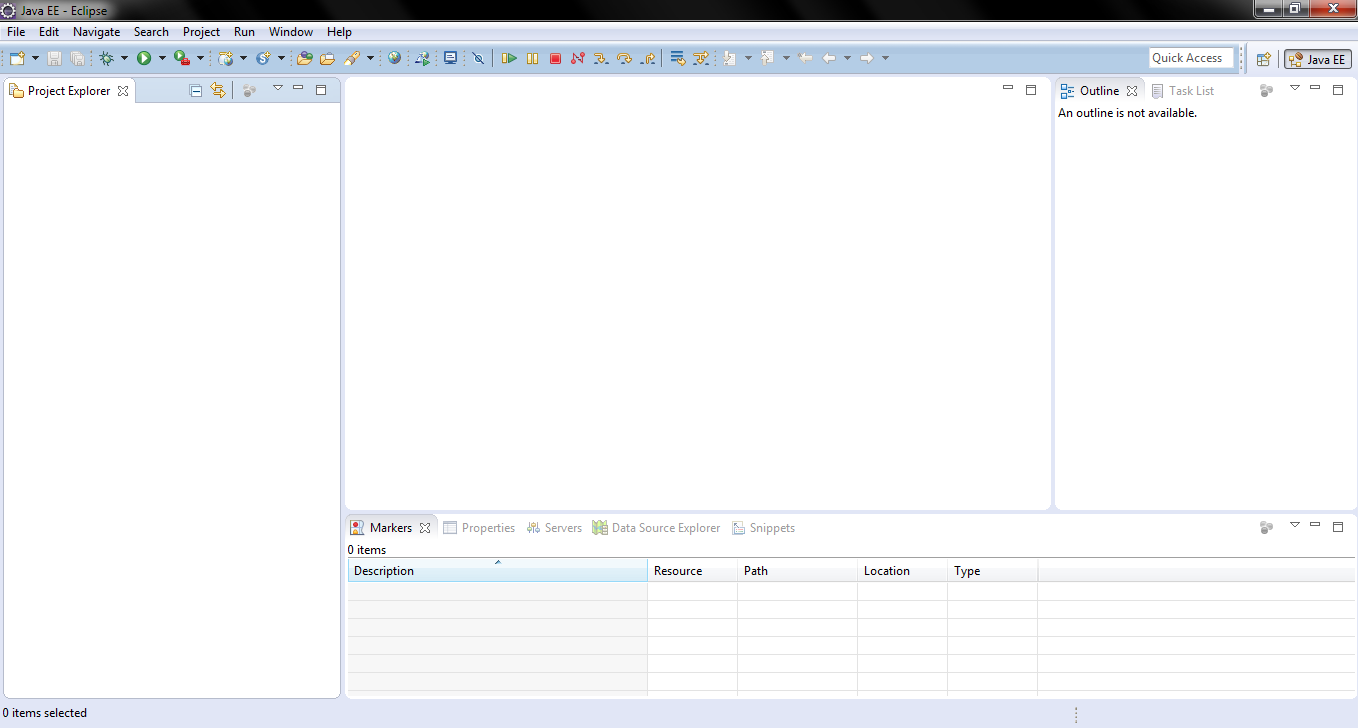 Java EE - Eclipse
File Edit Navigate Search Project Run Window Help
Quick Access
Java EE
Project Explorer
Outline Task List
An outline is not available.
Markers Properties Servers Data Source Explorer Snippets
0 items
Description Resource Path Location Type
0 items selected